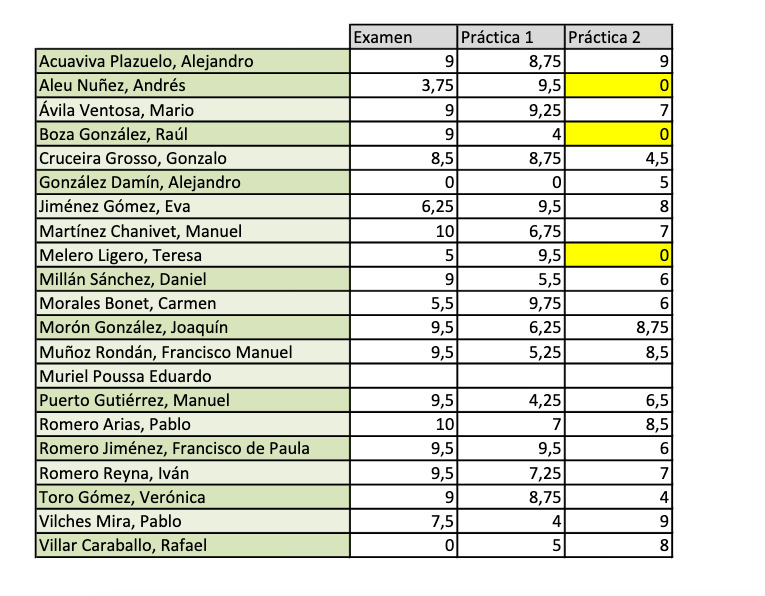 Examen Práctica 1 Práctica 2
Acuaviva Plazuelo, Alejandro 9 8,75 9
Aleu Nuñez, Andrés 3,75 9,5 0
Ávila Ventosa, Mario 9 9,25 7
Boza González, Raúl 9 4 0
Cruceira Grosso, Gonzalo 8,5 8,75 4,5
González Damín, Alejandro 0 0 5
Jiménez Gómez, Eva 6,25 9,5 8
Martínez Chanivet, Manuel 10 6,75 7
Melero Ligero, Teresa 5 9,5 0
Millán Sánchez, Daniel 9 5,5 6
Morales Bonet, Carmen 5,5 9,75 6
Morón González, Joaquín 9,5 6,25 8,75
Muñoz Rondán, Francisco Manuel 9,5 5,25 8,5
Muriel Poussa Eduardo
Puerto Gutiérrez, Manuel 9,5 4,25 6,5
Romero Arias, Pablo 10 7 8,5
Romero Jiménez, Francisco de Paula 9,5 9,5 6
Romero Reyna, Iván 9,5 7,25 7
Toro Gómez, Verónica 9 8,75 4
Vilches Mira, Pablo 7,5 4 9
Villar Caraballo, Rafael 0 5 8